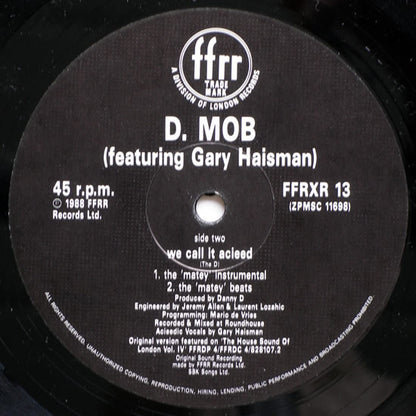 ffrr
TRADE
MARK
A DIVISION OF LONDON RECORDS
D. MOB
(featuring Gary Haisman)
45 r.p.m.
℗ 1988 FFRR
Records Ltd.
FFRXR 13
(ZPMSC 11696)
side two
we call it acieed
(The D)
1. the 'matey' instrumental
2. the 'matey' beats
Produced by Danny D
Engineered by Jeremy Allen & Laurent Lozahic
Programming: Mario de Vries
Recorded & Mixed at Roundhouse
Acieedic Vocals by Gary Haisman
Original version featured on 'The House Sound Of
London Vol. IV' FFRDP 4/FFRDC 4/828107.2
Original Sound Recording
made by FFRR Records Ltd.
SBK Songs Ltd.
ALL RIGHTS RESERVED. UNAUTHORIZED COPYING, REPRODUCTION, HIRING, LENDING, PUBLIC PERFORMANCE AND BROADCASTING PROHIBITED.